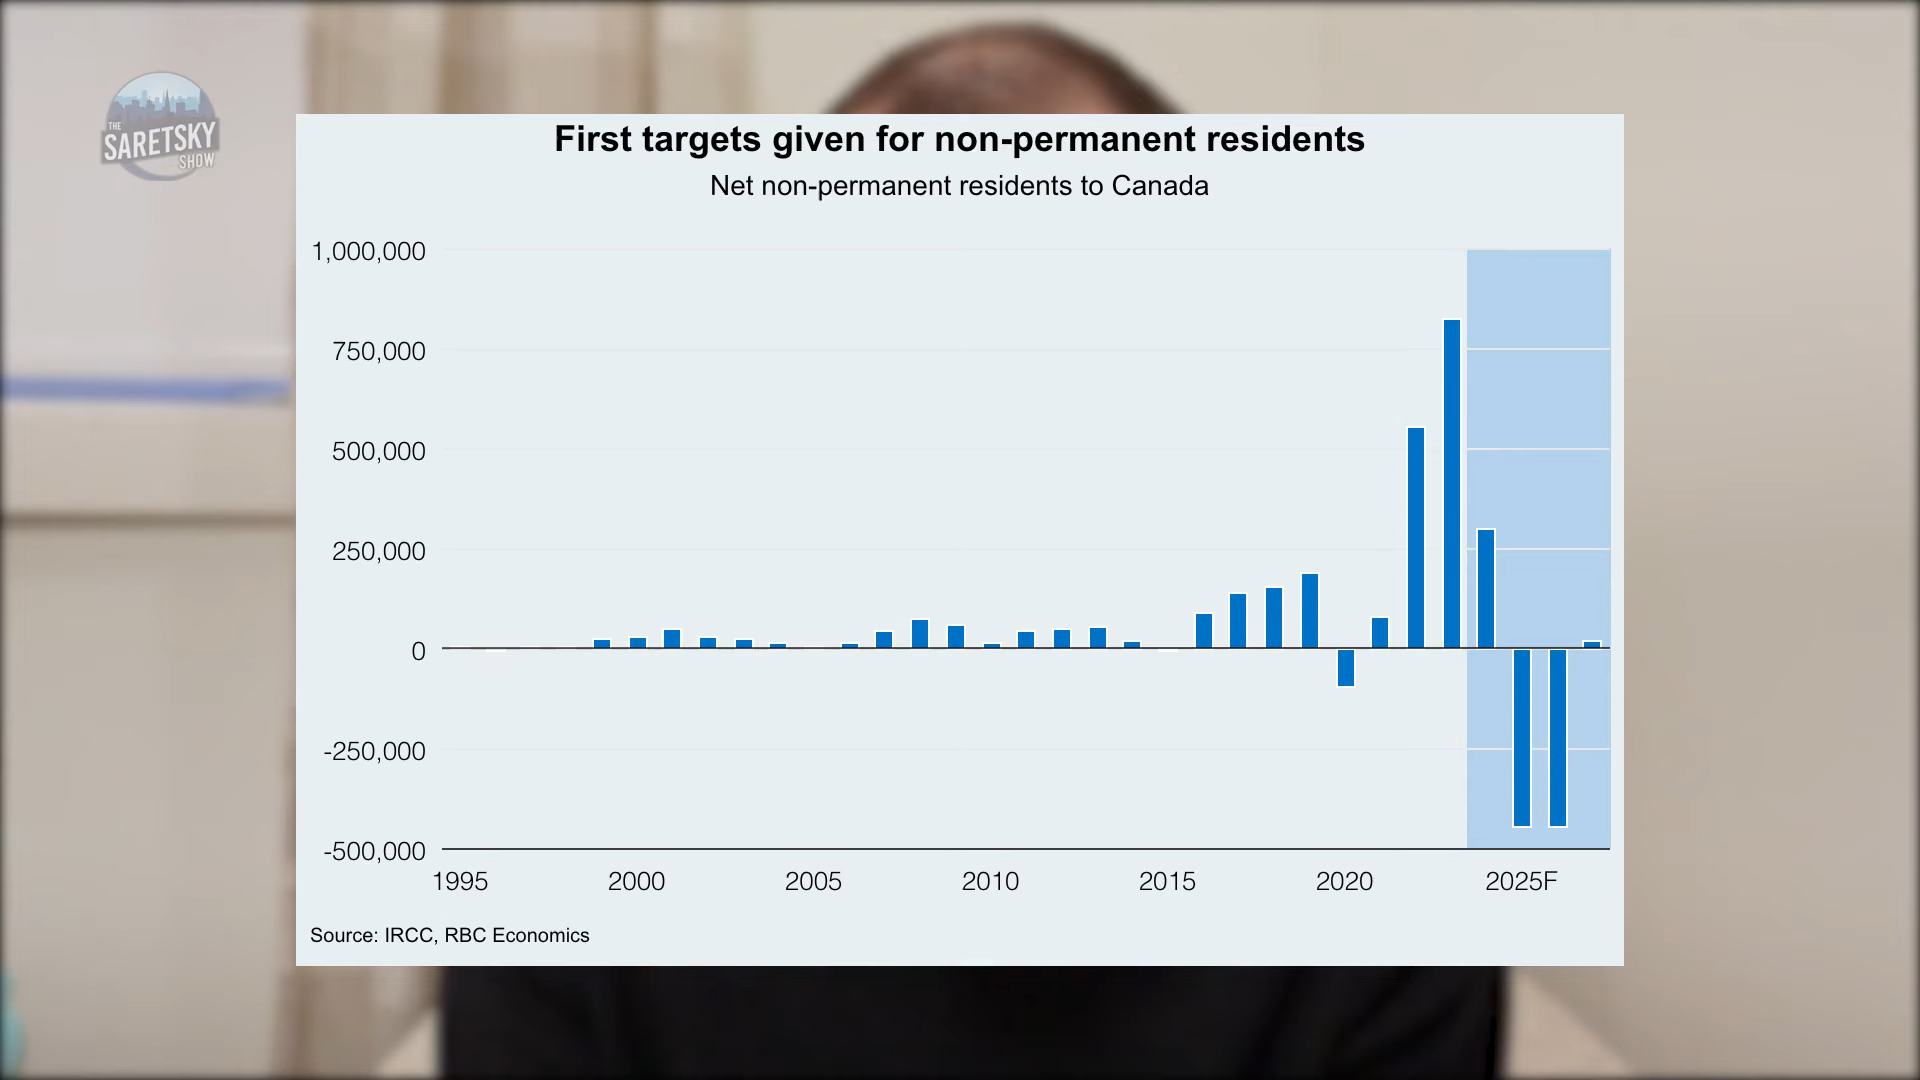 THE
SARETSKY
SHOW
First targets given for non-permanent residents
Net non-permanent residents to Canada
1,000,000
750,000
500,000
250,000
0
-250,000
-500,000
1995 2000 2005 2010 2015 2020 2025F
Source: IRCC, RBC Economics